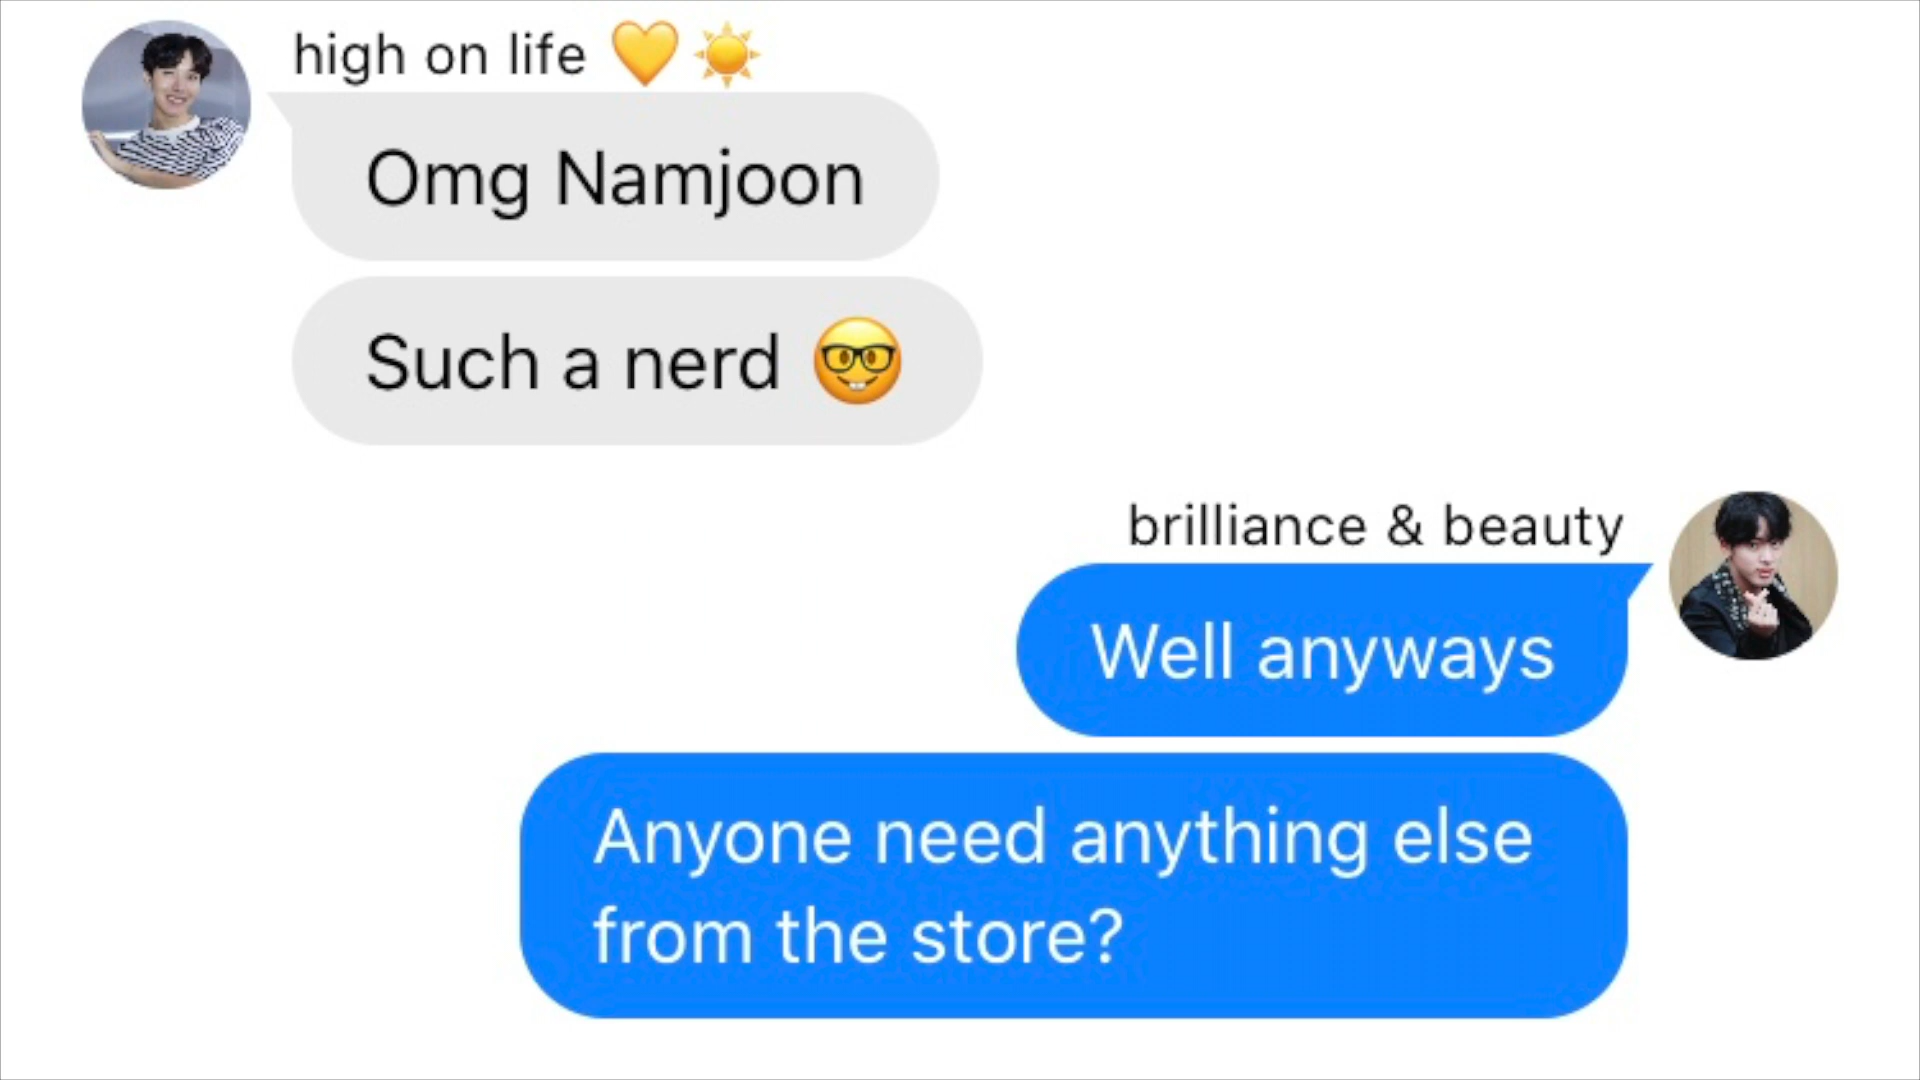 high on life 💛☀️
Omg Namjoon
Such a nerd 🤓
brilliance & beauty
Well anyways
Anyone need anything else
from the store?